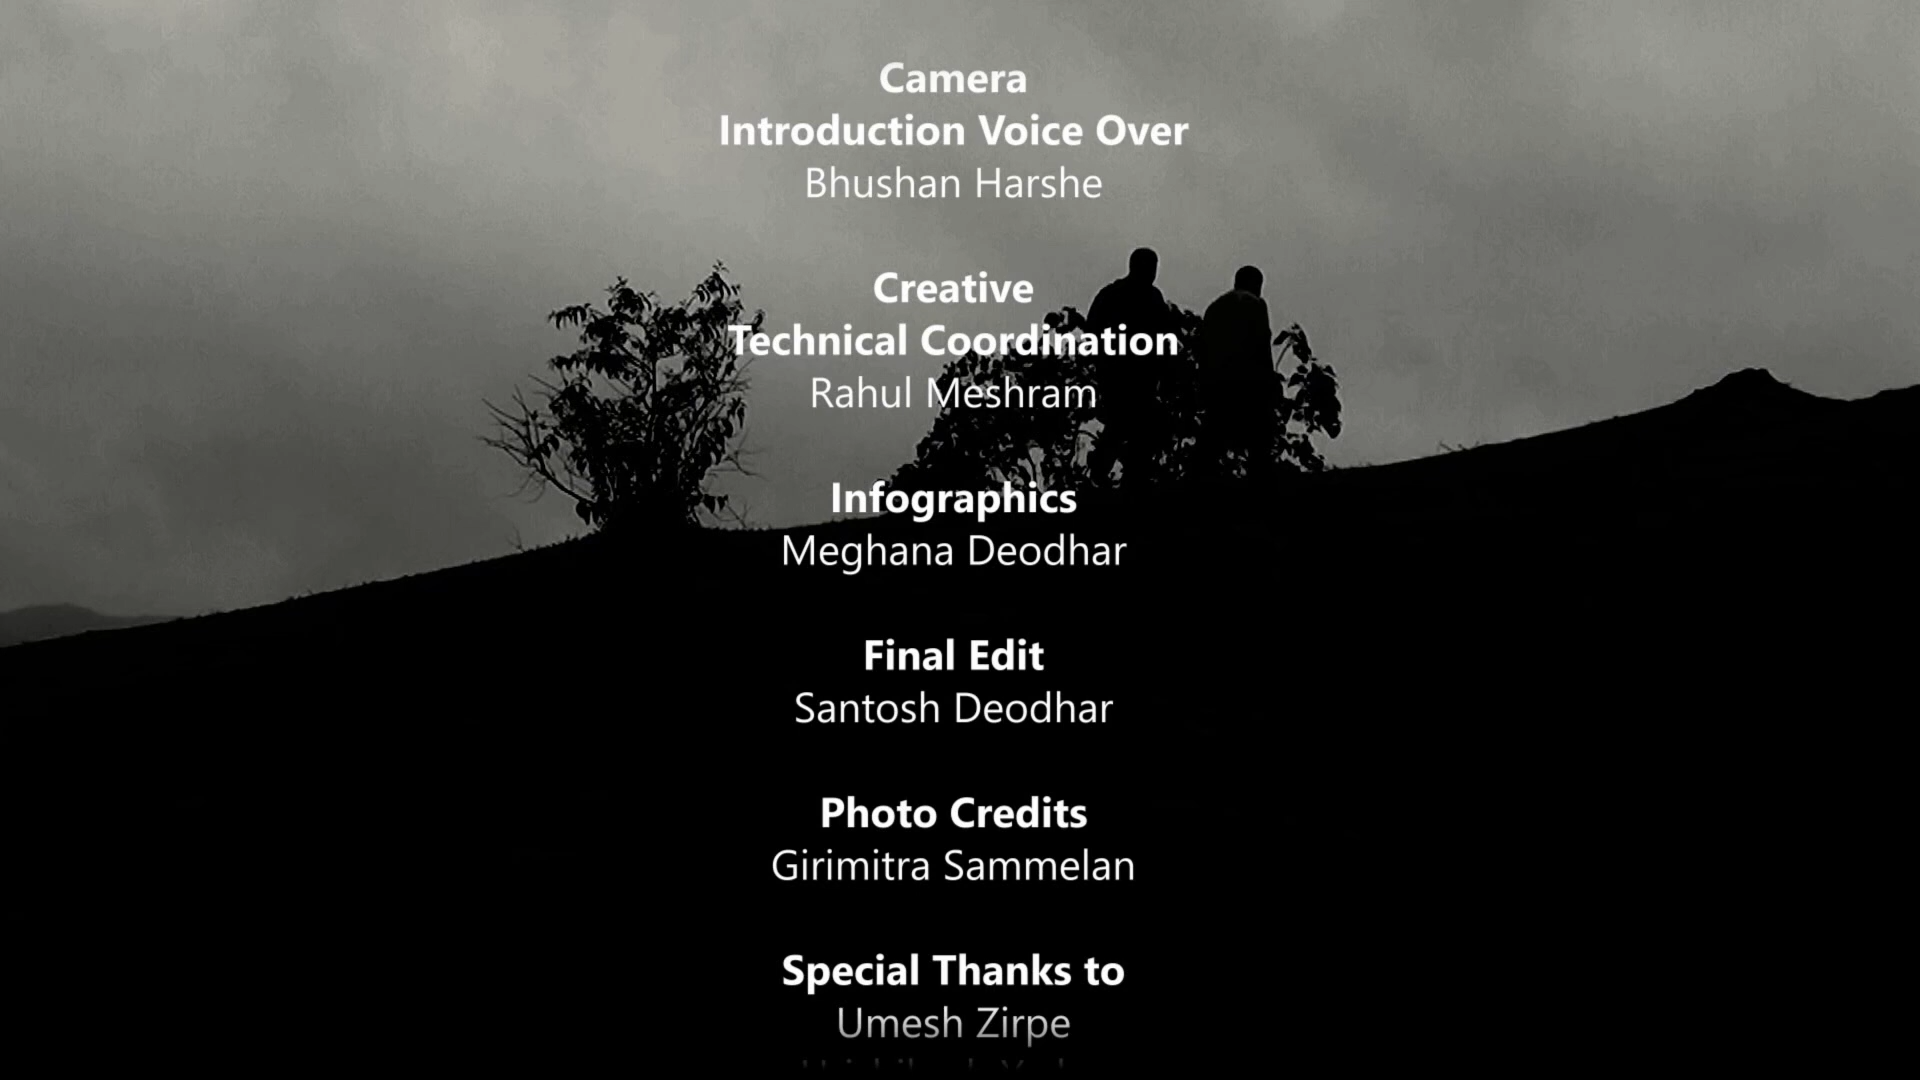 Camera
Introduction Voice Over
Bhushan Harshe
Creative
Technical Coordination
Rahul Meshram
Infographics
Meghana Deodhar
Final Edit
Santosh Deodhar
Photo Credits
Girimitra Sammelan
Special Thanks to
Umesh Zirpe